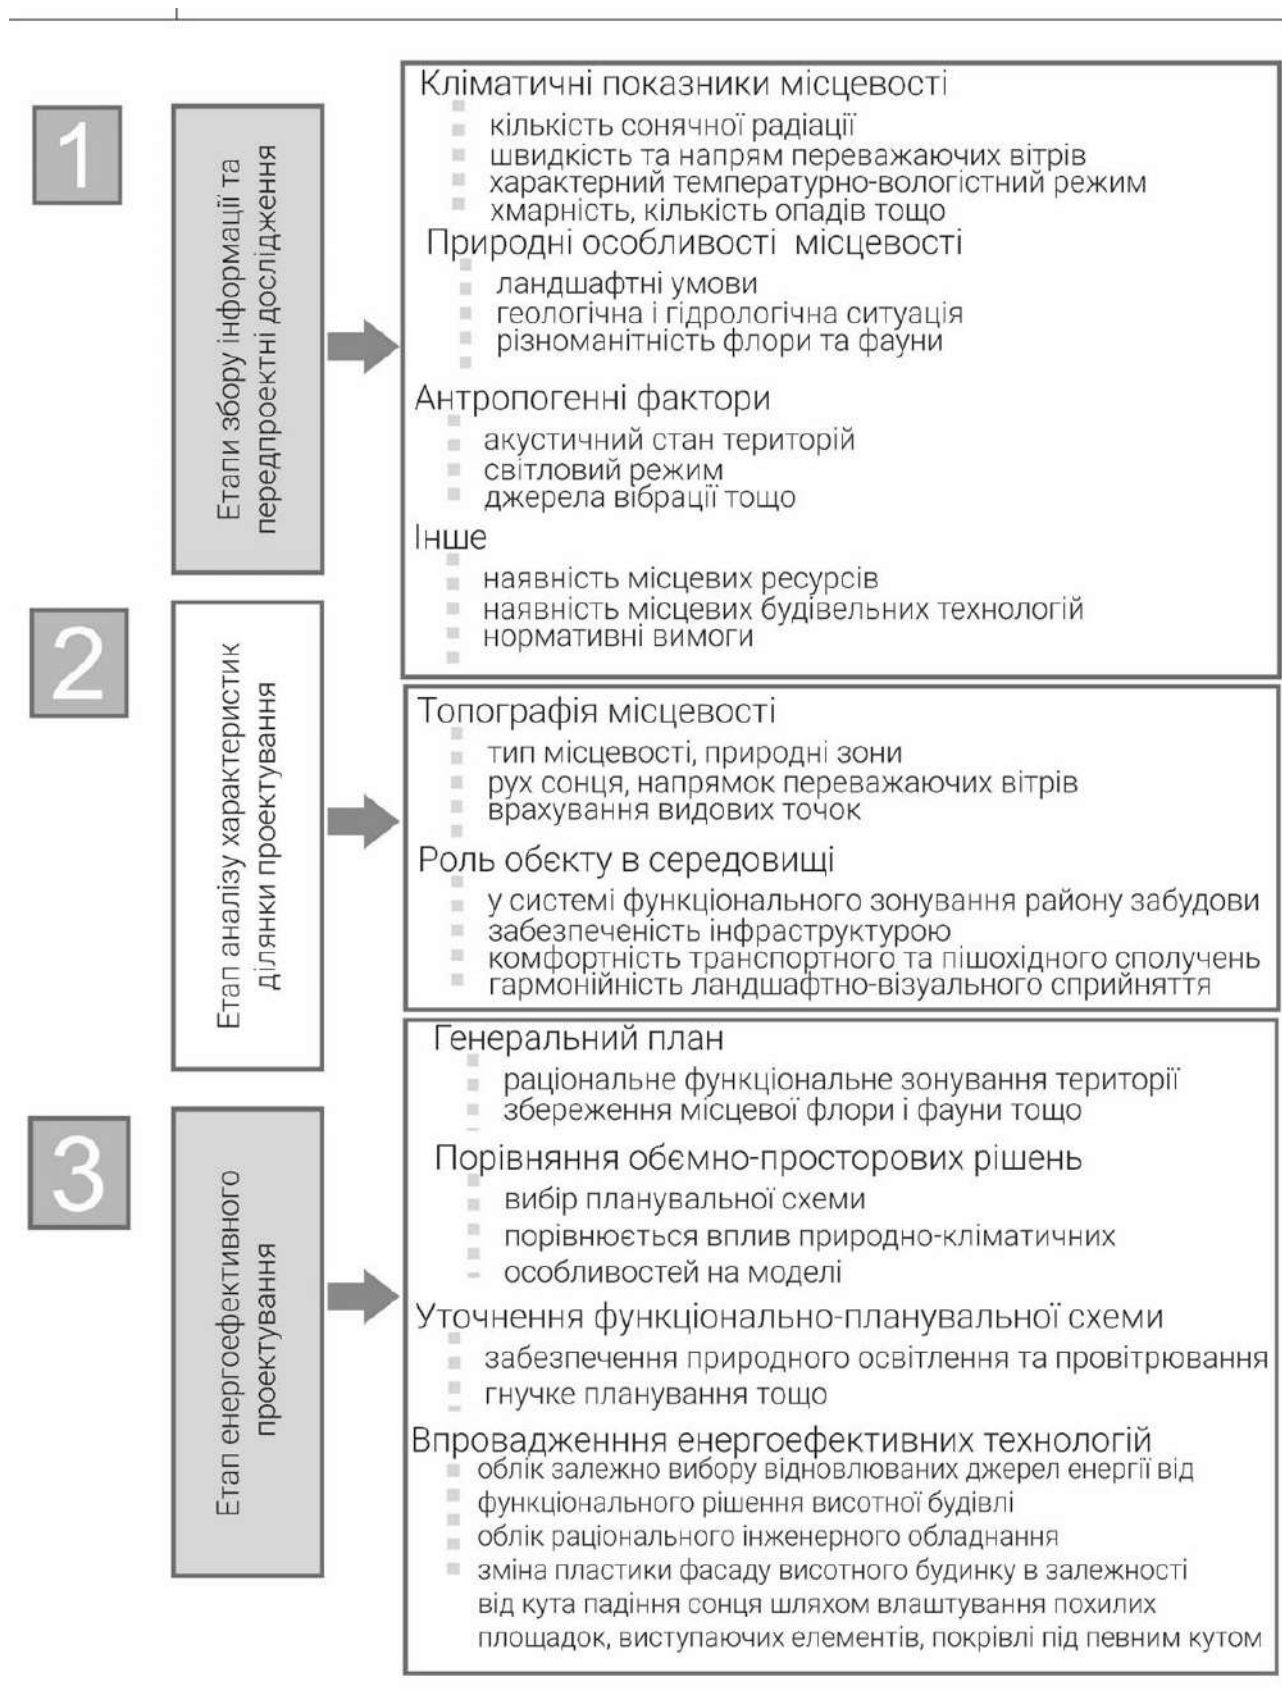 1
Етапи збору інформації та
передпроектні дослідження
Кліматичні показники місцевості
кількість сонячної радіації
швидкість та напрям переважаючих вітрів
характерний температурно-вологістний режим
хмарність, кількість опадів тощо
Природні особливості місцевості
ландшафтні умови
геологічна і гідрологічна ситуація
різноманітність флори та фауни
Антропогенні фактори
акустичний стан територій
світловий режим
джерела вібрації тощо
Інше
наявність місцевих ресурсів
наявність місцевих будівельних технологій
нормативні вимоги
2
Етап аналізу характеристик
ділянки проектування
Топографія місцевості
тип місцевості, природні зони
рух сонця, напрямок переважаючих вітрів
врахування видових точок
Роль обєкту в середовищі
у системі функціонального зонування району забудови
забезпеченість інфраструктурою
комфортність транспортного та пішохідного сполучень
гармонійність ландшафтно-візуального сприйняття
3
Етап енергоефективного
проектування
Генеральний план
раціональне функціональне зонування території
збереження місцевої флори і фауни тощо
Порівняння обємно-просторових рішень
вибір планувальної схеми
порівнюється вплив природно-кліматичних
особливостей на моделі
Уточнення функціонально-планувальної схеми
забезпечення природного освітлення та провітрювання
гнучке планування тощо
Впровадженння енергоефективних технологій
облік залежно вибору відновлюваних джерел енергії від
функціонального рішення висотної будівлі
облік раціонального інженерного обладнання
зміна пластики фасаду висотного будинку в залежності
від кута падіння сонця шляхом влаштування похилих
площадок, виступаючих елементів, покрівлі під певним кутом